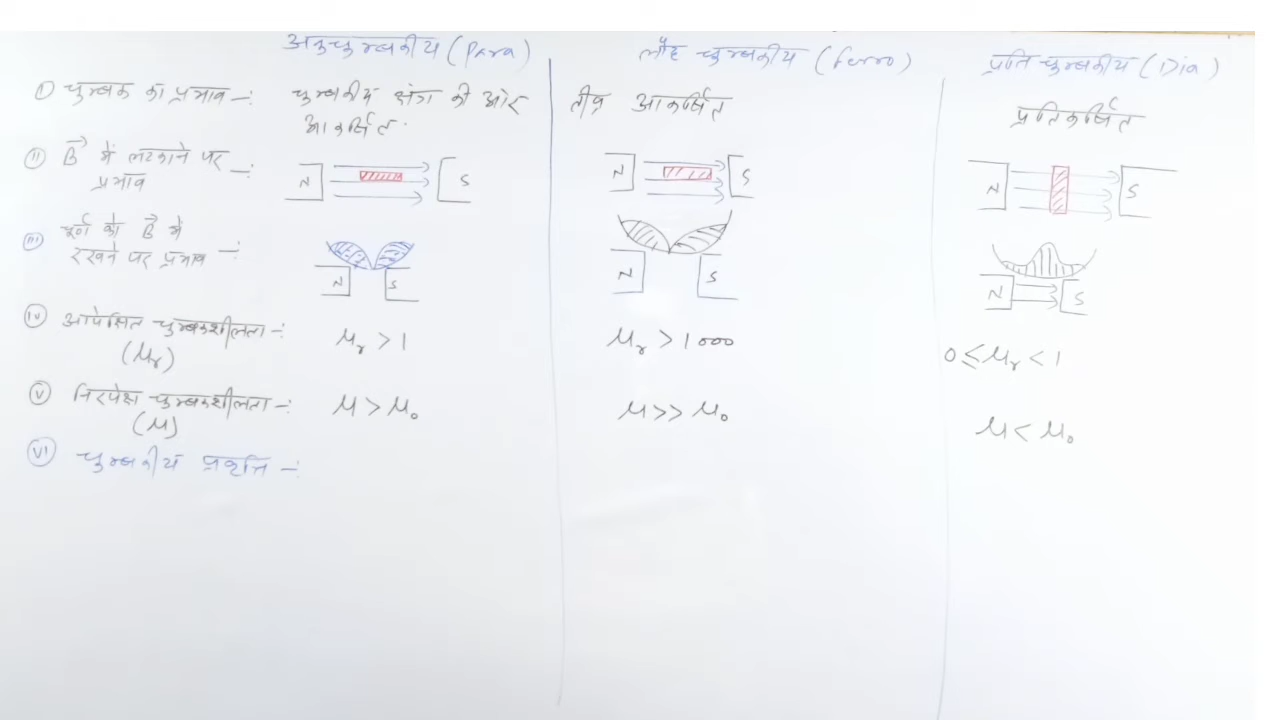 अनुचुम्बकीय (Para)
लौह चुम्बकीय (Ferro)
प्रति चुम्बकीय (Dia)
(i) चुम्बक का प्रभाव -:
चुम्बकीय क्षेत्र की ओर
आकर्षित.
तीव्र आकर्षित
प्रतिकर्षित
(ii) B⃗ में लटकाने पर
प्रभाव -:
N S
N S
N S
(iii) चूर्ण को B⃗ में
रखने पर प्रभाव -:
N S
N S
N S
(iv) आपेक्षित चुम्बकशीलता -:
(μr)
μr > 1
μr > 1000
0 ≤ μr < 1
(v) निरपेक्ष चुम्बकशीलता -:
(μ)
μ > μ₀
μ >> μ₀
μ < μ₀
(vi) चुम्बकीय प्रवृत्ति -: